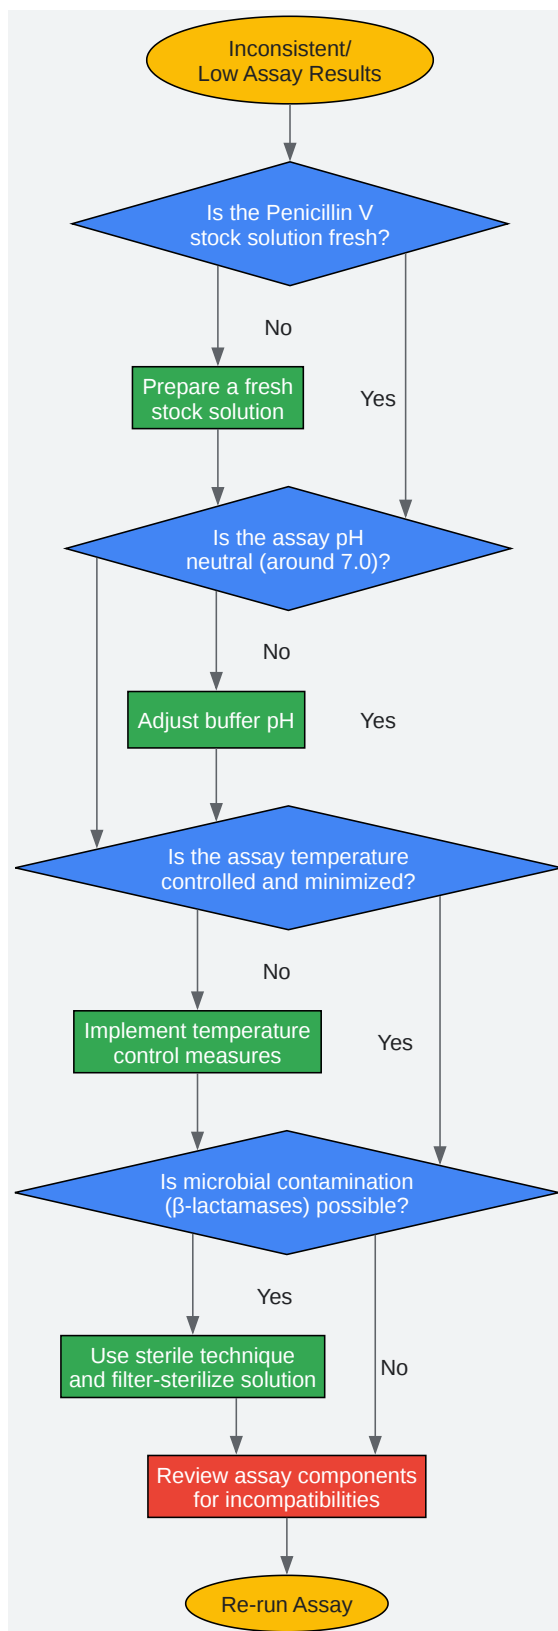 Inconsistent/
Low Assay Results
Is the Penicillin V
stock solution fresh?
No
Prepare a fresh
stock solution
Yes
Is the assay pH
neutral (around 7.0)?
No
Adjust buffer pH
Yes
Is the assay temperature
controlled and minimized?
No
Implement temperature
control measures
Yes
Is microbial contamination
(β-lactamases) possible?
Yes
Use sterile technique
and filter-sterilize solution
No
Review assay components
for incompatibilities
Re-run Assay